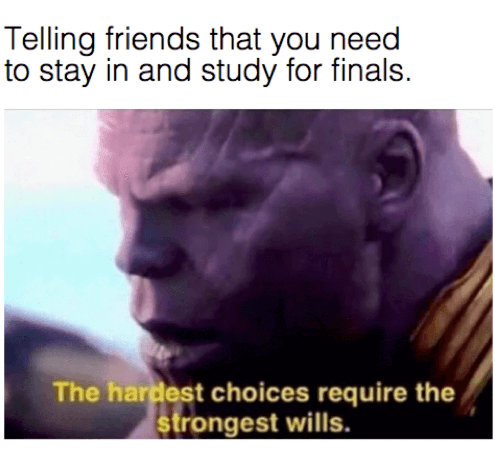 Telling friends that you need
to stay in and study for finals.
The hardest choices require the
strongest wills.